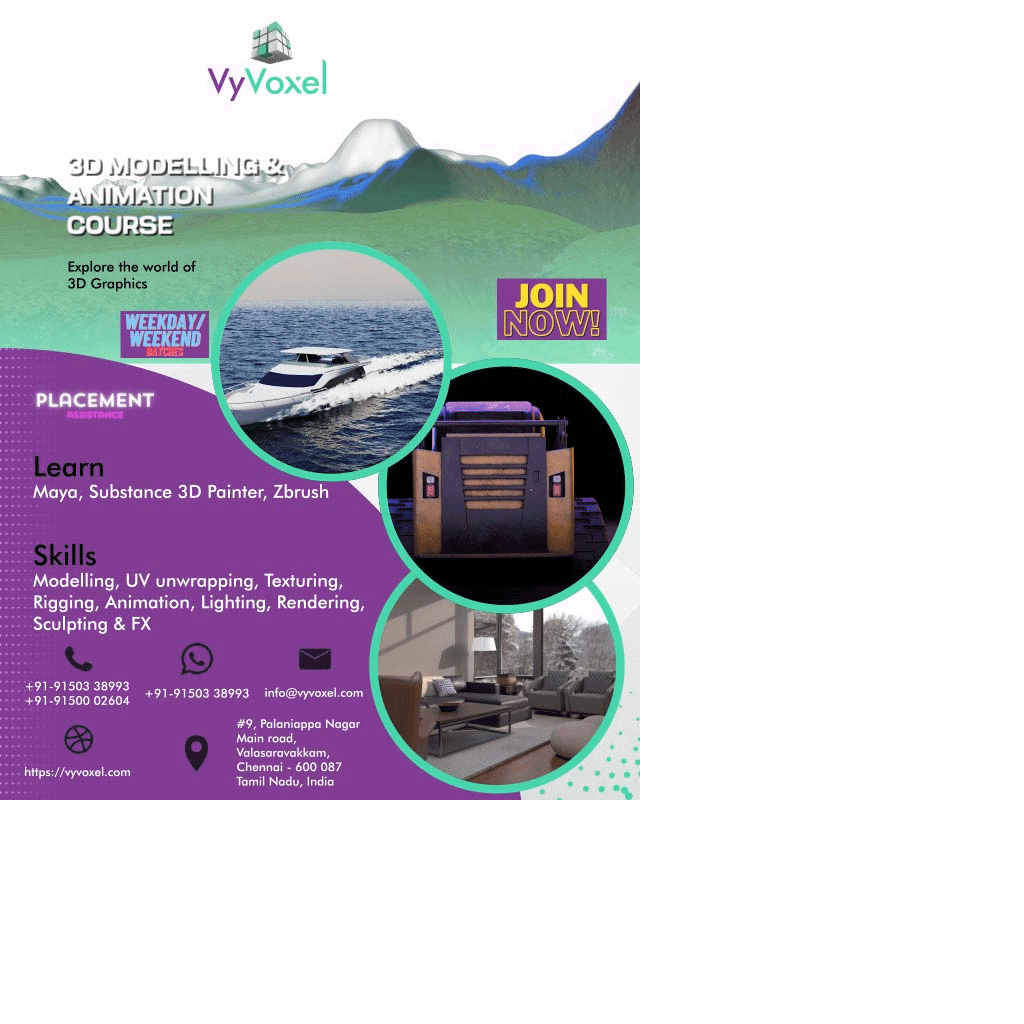 VyVoxel
3D MODELLING &
ANIMATION
COURSE
Explore the world of
3D Graphics
WEEKDAY/
WEEKEND
BATCHES
JOIN
NOW!
PLACEMENT
ASSISTANCE
Learn
Maya, Substance 3D Painter, Zbrush
Skills
Modelling, UV unwrapping, Texturing,
Rigging, Animation, Lighting, Rendering,
Sculpting & FX
+91-91503 38993
+91-91500 02604
+91-91503 38993
info@vyvoxel.com
https://vyvoxel.com
#9, Palaniappa Nagar
Main road,
Valasaravakkam,
Chennai - 600 087
Tamil Nadu, India